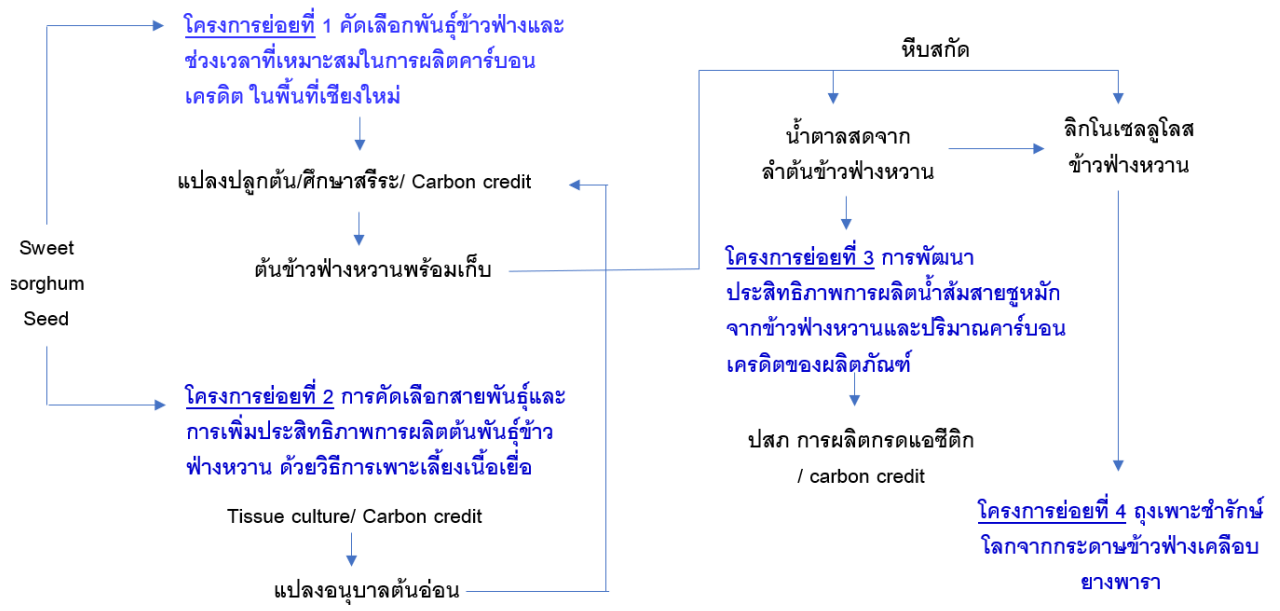 โครงการย่อยที่ 1 คัดเลือกพันธุ์ข้าวฟ่างและ
ช่วงเวลาที่เหมาะสมในการผลิตคาร์บอน
เครดิต ในพื้นที่เชียงใหม่
แปลงปลูกต้น/ศึกษาสรีระ/ Carbon credit
ต้นข้าวฟ่างหวานพร้อมเก็บ
Sweet
sorghum
Seed
โครงการย่อยที่ 2 การคัดเลือกสายพันธุ์และ
การเพิ่มประสิทธิภาพการผลิตต้นพันธุ์ข้าว
ฟ่างหวาน ด้วยวิธีการเพาะเลี้ยงเนื้อเยื่อ
Tissue culture/ Carbon credit
แปลงอนุบาลต้นอ่อน
หีบสกัด
น้ำตาลสดจาก
ลำต้นข้าวฟ่างหวาน
ลิกโนเซลลูโลส
ข้าวฟ่างหวาน
โครงการย่อยที่ 3 การพัฒนา
ประสิทธิภาพการผลิตน้ำส้มสายชูหมัก
จากข้าวฟ่างหวานและปริมาณคาร์บอน
เครดิตของผลิตภัณฑ์
ปสภ การผลิตกรดแอซีติก
/ carbon credit
โครงการย่อยที่ 4 ถุงเพาะชำรักษ์
โลกจากกระดาษข้าวฟ่างเคลือบ
ยางพารา